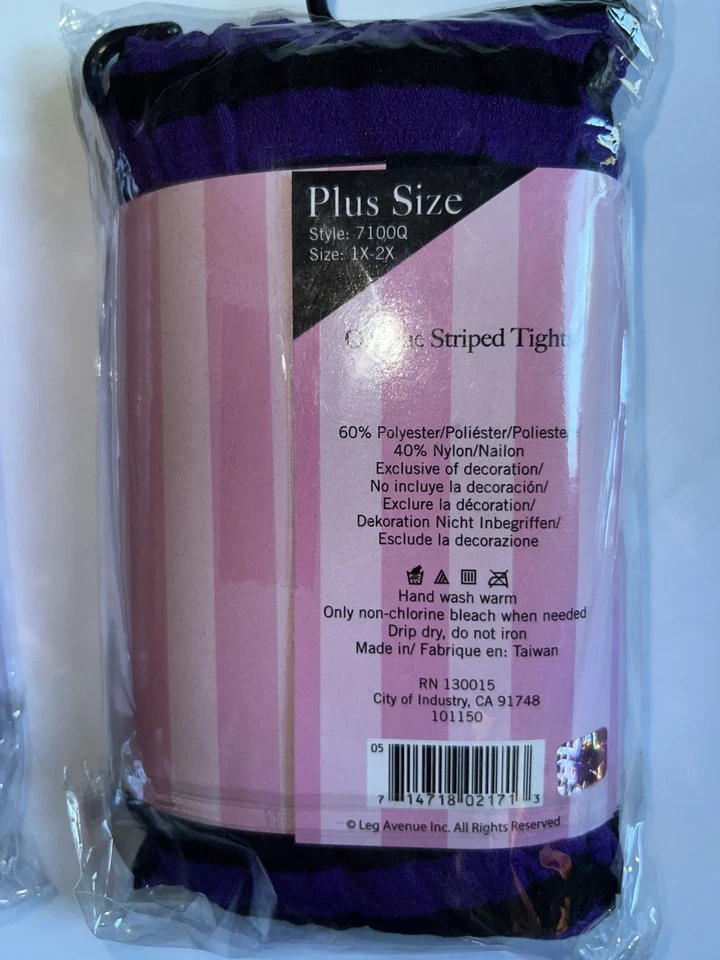 Plus Size
Style: 7100Q
Size: 1X-2X
Striped Tights
60% Polyester/Poliéster/Polieste
40% Nylon/Nailon
Exclusive of decoration/
No incluye la decoración/
Exclure la décoration/
Dekoration Nicht Inbegriffen/
Esclude la decorazione
Hand wash warm
Only non-chlorine bleach when needed
Drip dry, do not iron
Made in/ Fabrique en: Taiwan
RN 130015
City of Industry, CA 91748
101150
05
7 14718 02171 3
© Leg Avenue Inc. All Rights Reserved